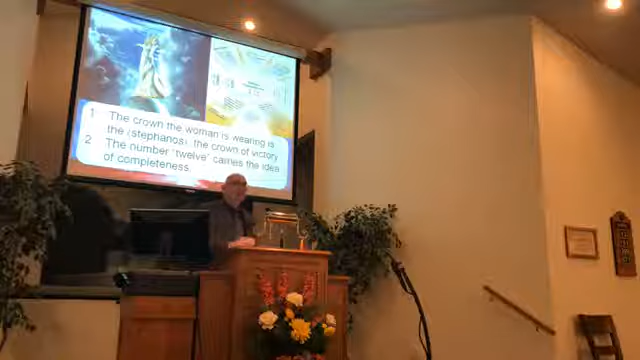 1 The crown the woman is wearing is
the (stephanos), the crown of victory
2 The number “twelve” carries the idea
of completeness.